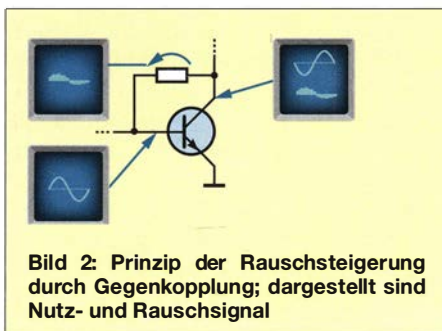 Bild 2: Prinzip der Rauschsteigerung
durch Gegenkopplung; dargestellt sind
Nutz- und Rauschsignal